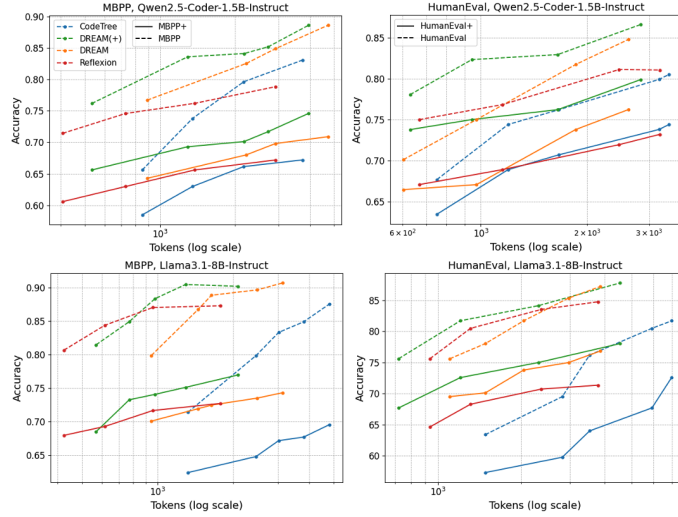 MBPP, Qwen2.5-Coder-1.5B-Instruct
CodeTree
DREAM(+)
DREAM
Reflexion
MBPP+
MBPP
Accuracy
0.90
0.85
0.80
0.75
0.70
0.65
0.60
10³
Tokens (log scale)
HumanEval, Qwen2.5-Coder-1.5B-Instruct
HumanEval+
HumanEval
Accuracy
0.85
0.80
0.75
0.70
0.65
6 × 10²
10³
2 × 10³
3 × 10³
Tokens (log scale)
MBPP, Llama3.1-8B-Instruct
Accuracy
0.90
0.85
0.80
0.75
0.70
0.65
10³
Tokens (log scale)
HumanEval, Llama3.1-8B-Instruct
Accuracy
85
80
75
70
65
60
10³
Tokens (log scale)